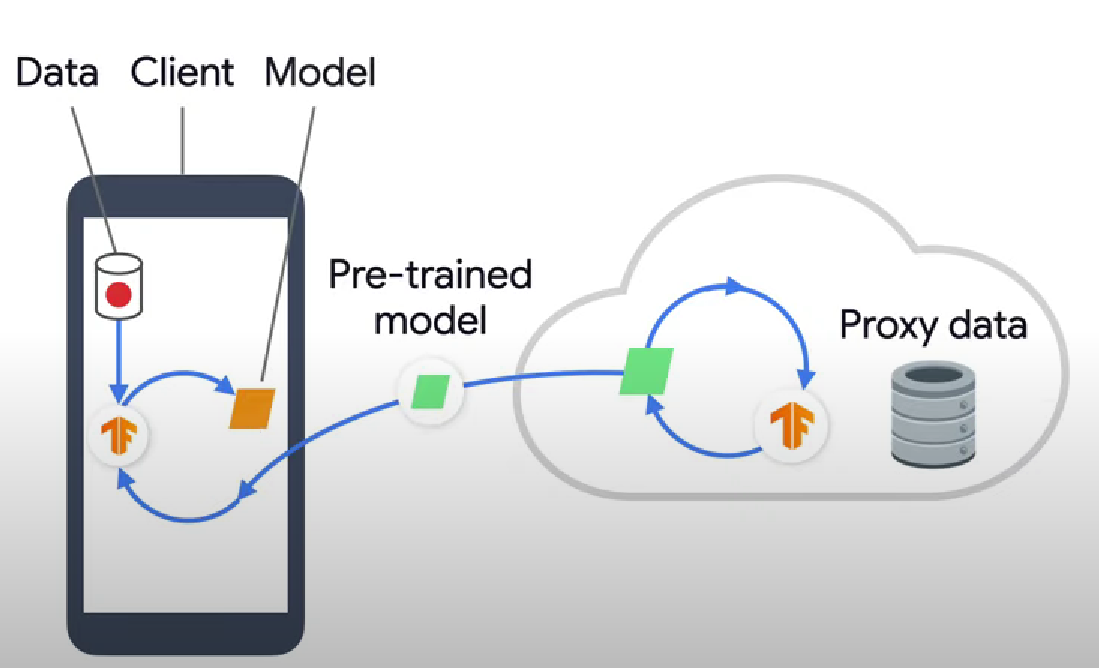 Data Client Model
Pre-trained
model
Proxy data